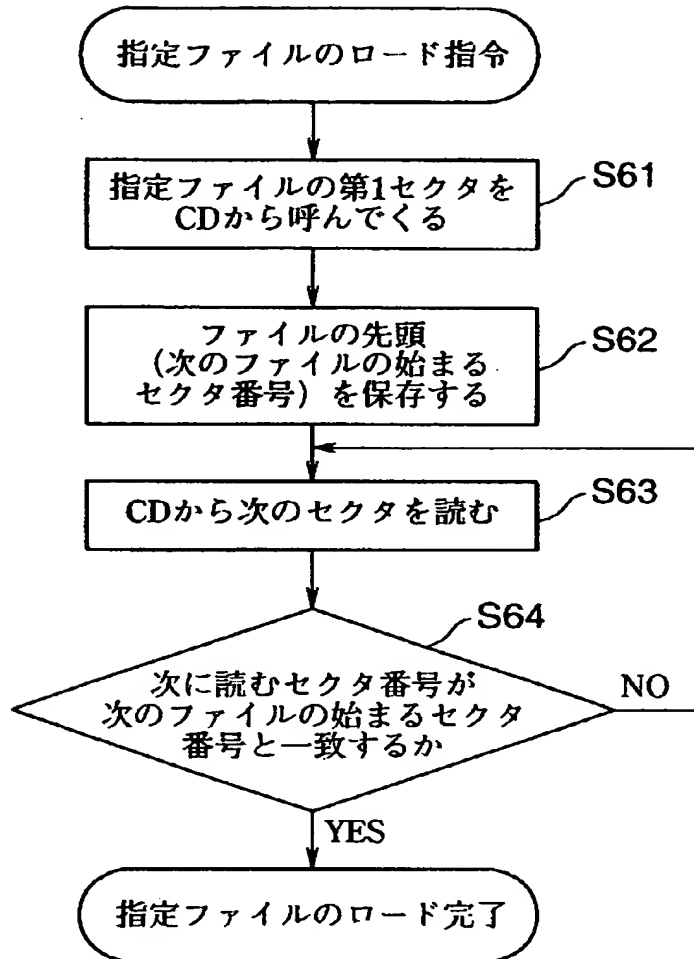 指定ファイルのロード指令
指定ファイルの第1セクタを
CDから呼んでくる
S61
ファイルの先頭
(次のファイルの始まる
セクタ番号)を保存する
S62
CDから次のセクタを読む
S63
S64
次に読むセクタ番号が
次のファイルの始まるセクタ
番号と一致するか
NO
YES
指定ファイルのロード完了